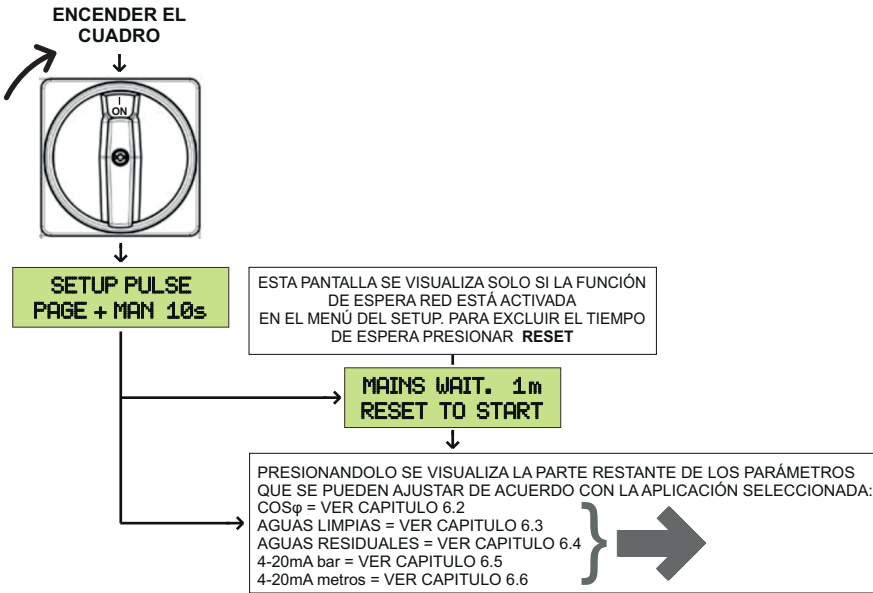 ENCENDER EL
CUADRO
I
ON
SETUP PULSE
PAGE + MAN 10s
ESTA PANTALLA SE VISUALIZA SOLO SI LA FUNCIÓN
DE ESPERA RED ESTÁ ACTIVADA
EN EL MENÚ DEL SETUP. PARA EXCLUIR EL TIEMPO
DE ESPERA PRESIONAR RESET
MAINS WAIT. 1m
RESET TO START
PRESIONANDOLO SE VISUALIZA LA PARTE RESTANTE DE LOS PARÁMETROS
QUE SE PUEDEN AJUSTAR DE ACUERDO CON LA APLICACIÓN SELECCIONADA:
COSφ = VER CAPITULO 6.2
AGUAS LIMPIAS = VER CAPITULO 6.3
AGUAS RESIDUALES = VER CAPITULO 6.4
4-20mA bar = VER CAPITULO 6.5
4-20mA metros = VER CAPITULO 6.6